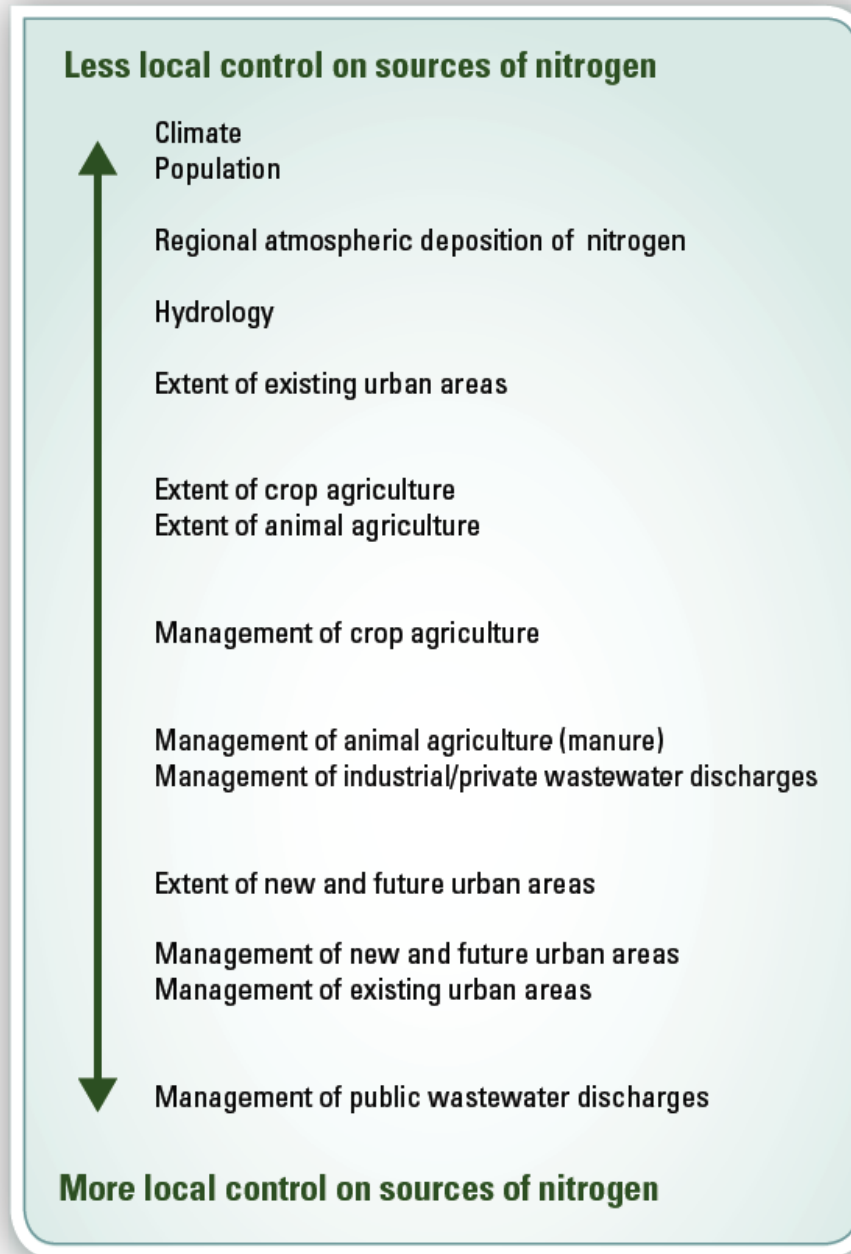 Less local control on sources of nitrogen
Climate
Population
Regional atmospheric deposition of nitrogen
Hydrology
Extent of existing urban areas
Extent of crop agriculture
Extent of animal agriculture
Management of crop agriculture
Management of animal agriculture (manure)
Management of industrial/private wastewater discharges
Extent of new and future urban areas
Management of new and future urban areas
Management of existing urban areas
Management of public wastewater discharges
More local control on sources of nitrogen